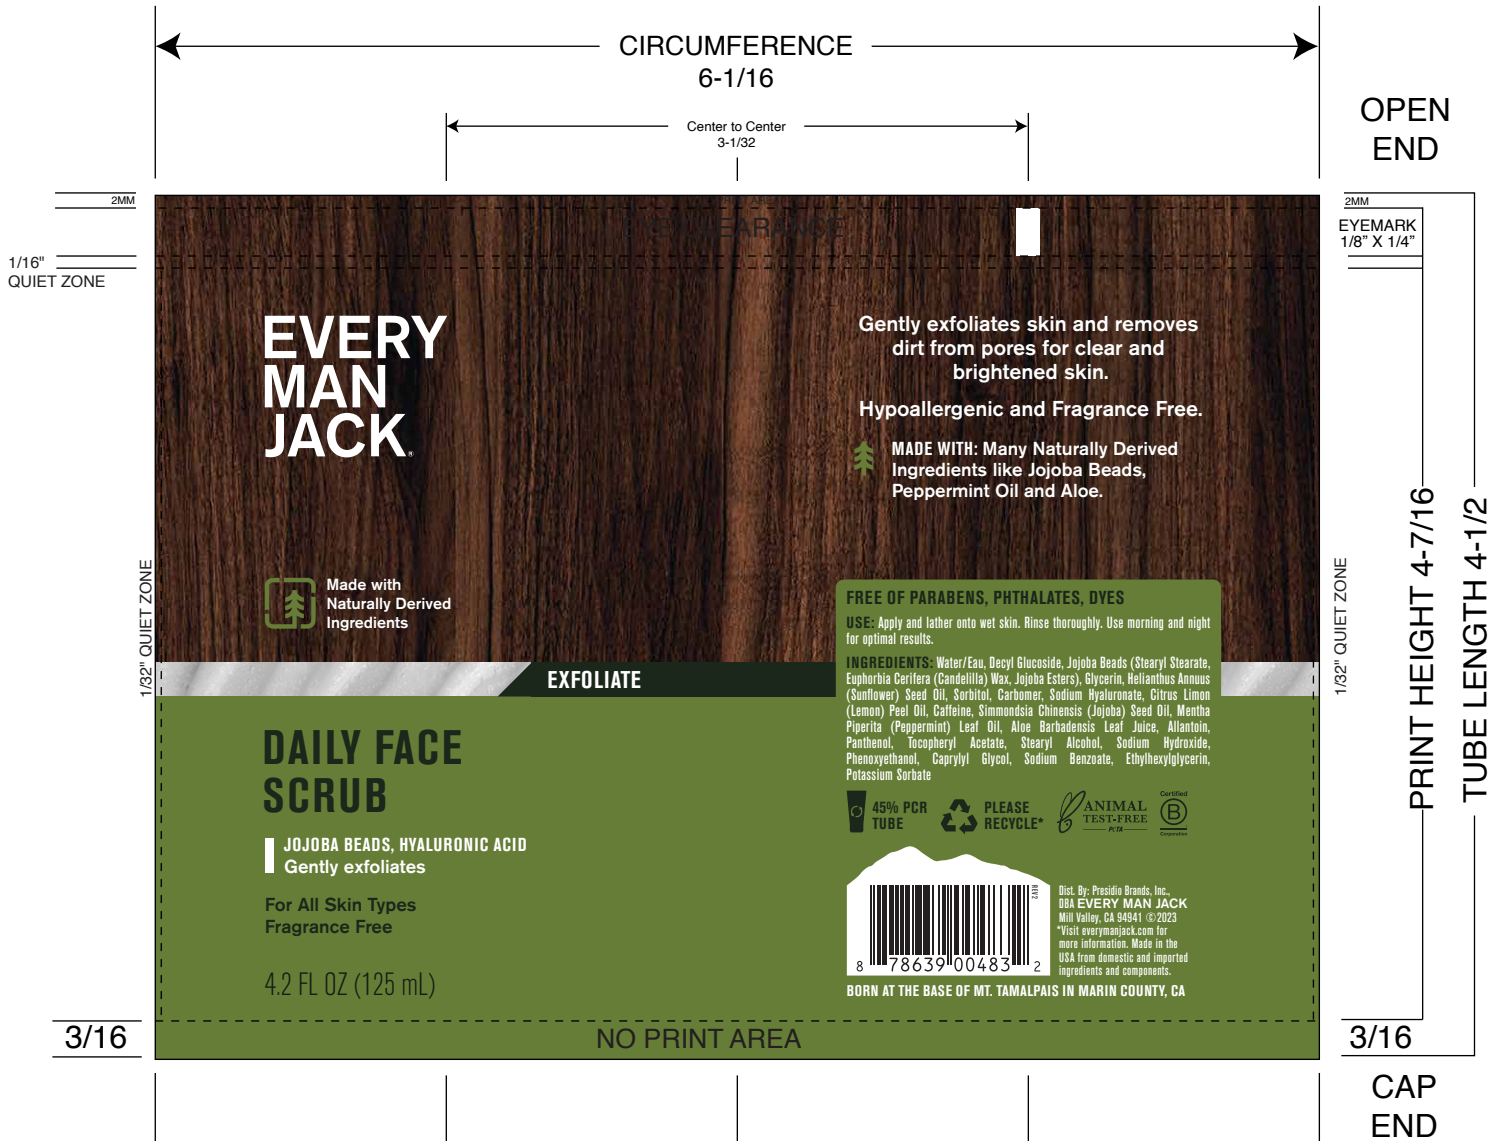 CIRCUMFERENCE
6-1/16
Center to Center
3-1/32
OPEN
END
2MM
2MM
EYEMARK
1/8” X 1/4”
1/16"
QUIET ZONE
EVERY
MAN
JACK®
Made with
Naturally Derived
Ingredients
EXFOLIATE
DAILY FACE
SCRUB
JOJOBA BEADS, HYALURONIC ACID
Gently exfoliates
For All Skin Types
Fragrance Free
4.2 FL OZ (125 mL)
Gently exfoliates skin and removes
dirt from pores for clear and
brightened skin.
Hypoallergenic and Fragrance Free.
MADE WITH: Many Naturally Derived
Ingredients like Jojoba Beads,
Peppermint Oil and Aloe.
FREE OF PARABENS, PHTHALATES, DYES
USE: Apply and lather onto wet skin. Rinse thoroughly. Use morning and night
for optimal results.
INGREDIENTS: Water/Eau, Decyl Glucoside, Jojoba Beads (Stearyl Stearate,
Euphorbia Cerifera (Candelilla) Wax, Jojoba Esters), Glycerin, Helianthus Annuus
(Sunflower) Seed Oil, Sorbitol, Carbomer, Sodium Hyaluronate, Citrus Limon
(Lemon) Peel Oil, Caffeine, Simmondsia Chinensis (Jojoba) Seed Oil, Mentha
Piperita (Peppermint) Leaf Oil, Aloe Barbadensis Leaf Juice, Allantoin,
Panthenol, Tocopheryl Acetate, Stearyl Alcohol, Sodium Hydroxide,
Phenoxyethanol, Caprylyl Glycol, Sodium Benzoate, Ethylhexylglycerin,
Potassium Sorbate
45% PCR
TUBE
PLEASE
RECYCLE*
ANIMAL
TEST-FREE
PETA
Certified
B
Corporation
REV2
8 78639 00483 2
Dist. By: Presidio Brands, Inc.,
DBA EVERY MAN JACK
Mill Valley, CA 94941 ©2023
*Visit everymanjack.com for
more information. Made in the
USA from domestic and imported
ingredients and components.
BORN AT THE BASE OF MT. TAMALPAIS IN MARIN COUNTY, CA
1/32" QUIET ZONE
1/32" QUIET ZONE
PRINT HEIGHT 4-7/16
TUBE LENGTH 4-1/2
3/16
NO PRINT AREA
3/16
CAP
END